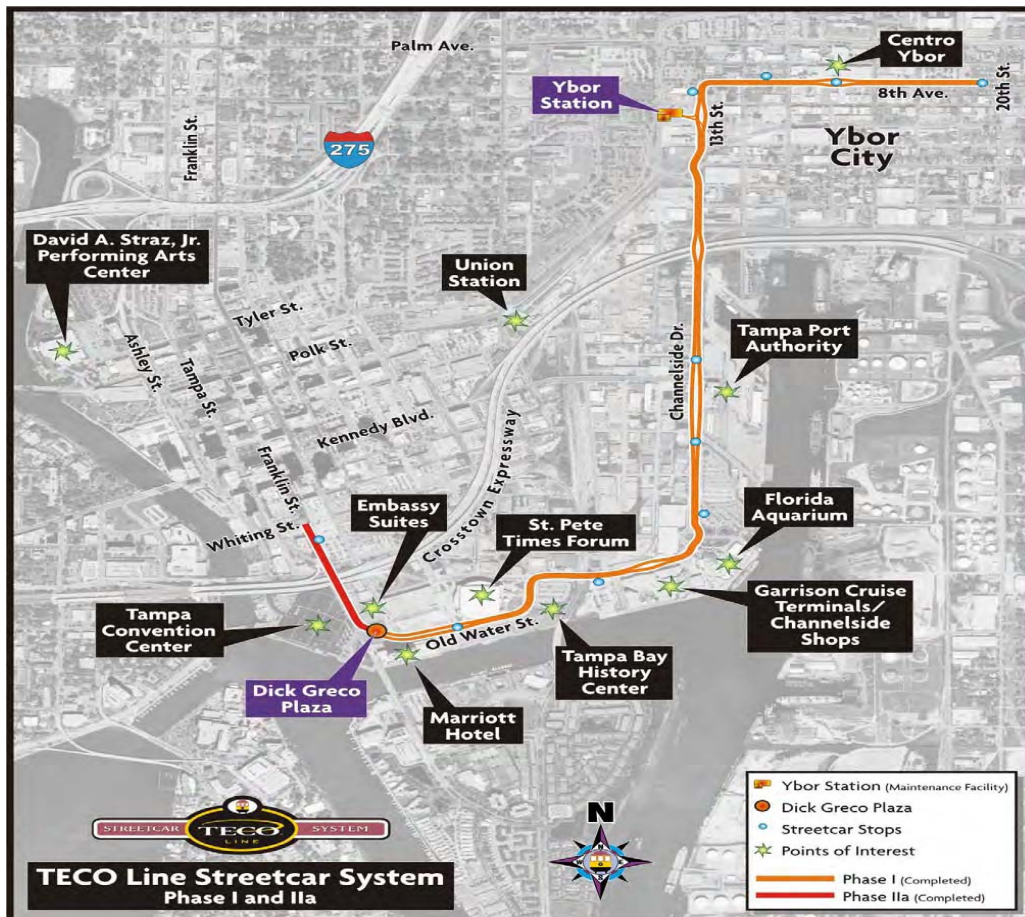 Palm Ave.
Centro
Ybor
Ybor
Station
8th Ave.
20th St.
13th St.
Franklin St.
275
Ybor
City
David A. Straz, Jr.
Performing Arts
Center
Union
Station
Tyler St.
Polk St.
Ashley St.
Tampa St.
Kennedy Blvd.
Channelside Dr.
Tampa Port
Authority
Franklin St.
Crosstown Expressway
Whiting St.
Embassy
Suites
St. Pete
Times Forum
Florida
Aquarium
Tampa
Convention
Center
Old Water St.
Garrison Cruise
Terminals/
Channelside
Shops
Tampa Bay
History
Center
Dick Greco
Plaza
Marriott
Hotel
STREETCAR TECO SYSTEM
LINE
TECO Line Streetcar System
Phase I and IIa
N
N
W E
S
Ybor Station (Maintenance Facility)
Dick Greco Plaza
Streetcar Stops
Points of Interest
Phase I (Completed)
Phase IIa (Completed)